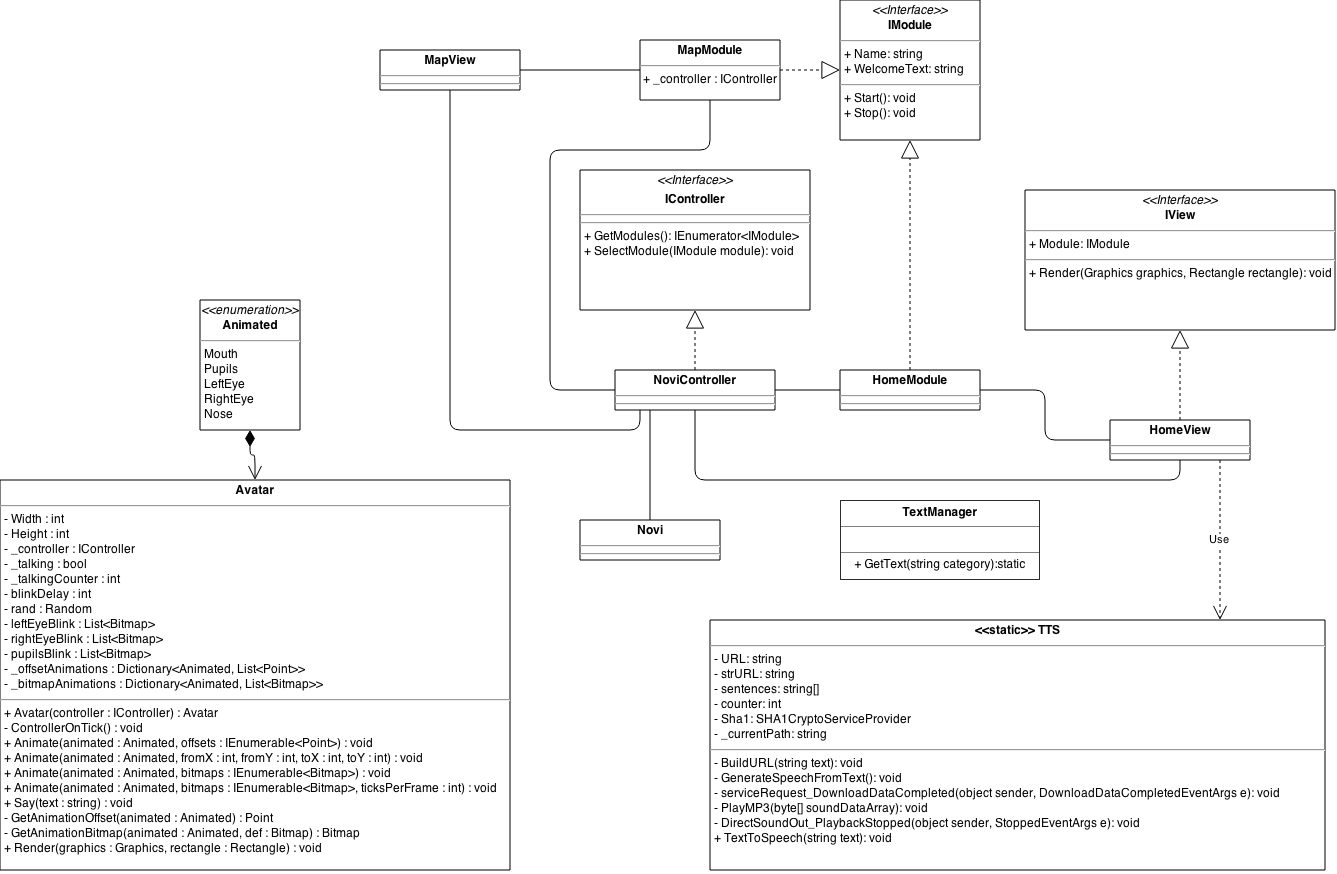 <<Interface>>
IModule
+ Name: string
+ WelcomeText: string
+ Start(): void
+ Stop(): void
MapView
MapModule
+ _controller : IController
<<Interface>>
IController
+ GetModules(): IEnumerator<IModule>
+ SelectModule(IModule module): void
<<Interface>>
IView
+ Module: IModule
+ Render(Graphics graphics, Rectangle rectangle): void
<<enumeration>>
Animated
Mouth
Pupils
LeftEye
RightEye
Nose
NoviController
HomeModule
HomeView
Novi
TextManager
+ GetText(string category):static
Use
Avatar
- Width : int
- Height : int
- _controller : IController
- _talking : bool
- _talkingCounter : int
- blinkDelay : int
- rand : Random
- leftEyeBlink : List<Bitmap>
- rightEyeBlink : List<Bitmap>
- pupilsBlink : List<Bitmap>
- _offsetAnimations : Dictionary<Animated, List<Point>>
- _bitmapAnimations : Dictionary<Animated, List<Bitmap>>
+ Avatar(controller : IController) : Avatar
- ControllerOnTick() : void
+ Animate(animated : Animated, offsets : IEnumerable<Point>) : void
+ Animate(animated : Animated, fromX : int, fromY : int, toX : int, toY : int) : void
+ Animate(animated : Animated, bitmaps : IEnumerable<Bitmap>) : void
+ Animate(animated : Animated, bitmaps : IEnumerable<Bitmap>, ticksPerFrame : int) : void
+ Say(text : string) : void
- GetAnimationOffset(animated : Animated) : Point
- GetAnimationBitmap(animated : Animated, def : Bitmap) : Bitmap
+ Render(graphics : Graphics, rectangle : Rectangle) : void
<<static>> TTS
- URL: string
- strURL: string
- sentences: string[]
- counter: int
- Sha1: SHA1CryptoServiceProvider
- _currentPath: string
- BuildURL(string text): void
- GenerateSpeechFromText(): void
- serviceRequest_DownloadDataCompleted(object sender, DownloadDataCompletedEventArgs e): void
- PlayMP3(byte[] soundDataArray): void
- DirectSoundOut_PlaybackStopped(object sender, StoppedEventArgs e): void
+ TextToSpeech(string text): void